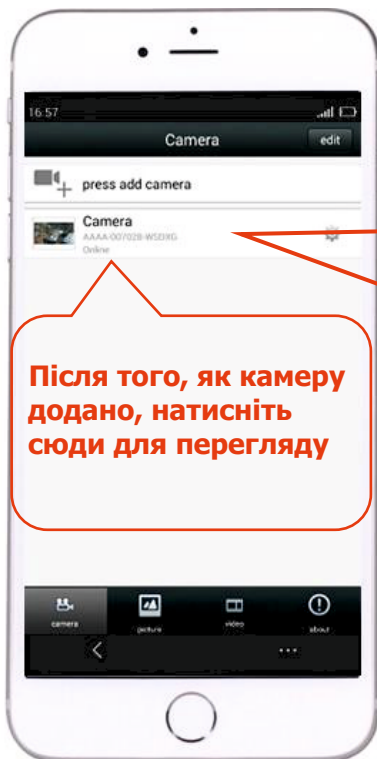 16:57
Camera
edit
press add camera
Camera
AAAA-007028-WSDXG
Online
Після того, як камеру
додано, натисніть
сюди для перегляду
camera
picture
video
about